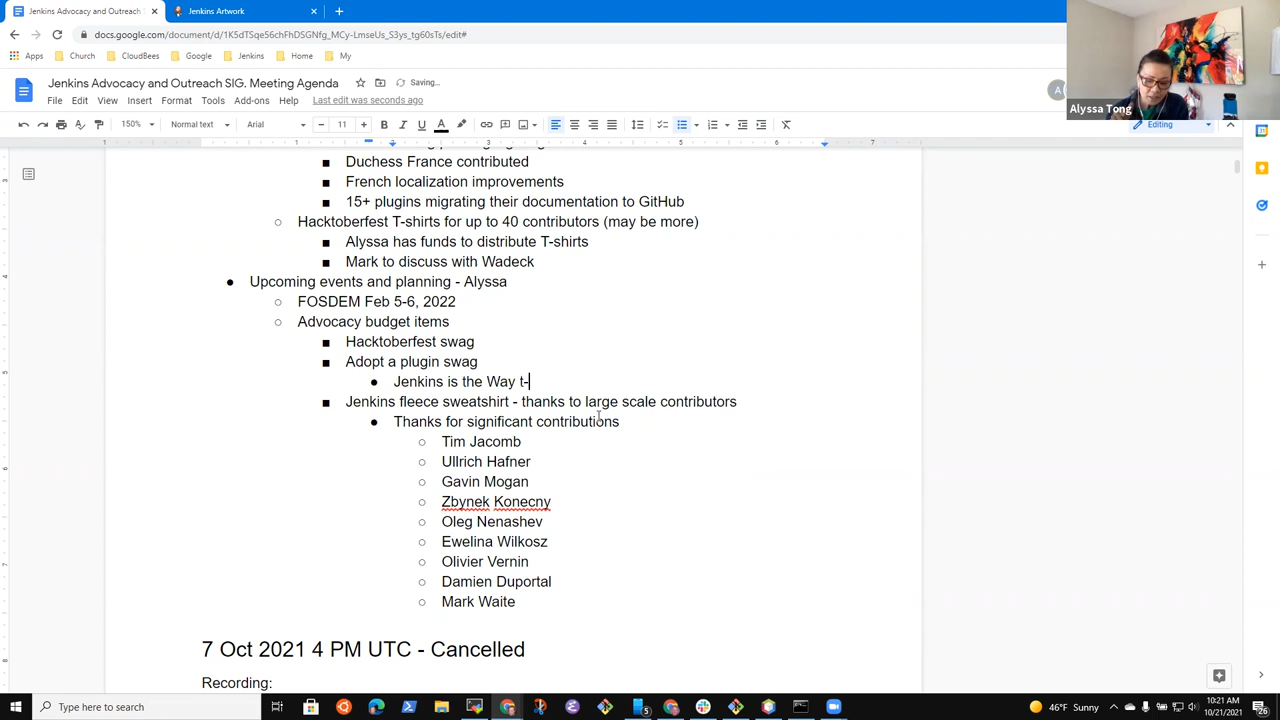 Jenkins Advocacy and Outreach
Jenkins Artwork
docs.google.com/document/d/1K5dTSqe56chFhDSGNfg_MCy-LmseUs_S3ys_tg60sTs/edit#
Apps Church CloudBees Google Jenkins Home My
Jenkins Advocacy and Outreach SIG. Meeting Agenda Saving...
File Edit View Insert Format Tools Add-ons Help Last edit was seconds ago
A
Alyssa Tong
150% Normal text Arial 11 Editing
Duchess France contributed
French localization improvements
15+ plugins migrating their documentation to GitHub
Hacktoberfest T-shirts for up to 40 contributors (may be more)
Alyssa has funds to distribute T-shirts
Mark to discuss with Wadeck
Upcoming events and planning - Alyssa
FOSDEM Feb 5-6, 2022
Advocacy budget items
Hacktoberfest swag
Adopt a plugin swag
Jenkins is the Way t-
Jenkins fleece sweatshirt - thanks to large scale contributors
Thanks for significant contributions
Tim Jacomb
Ullrich Hafner
Gavin Mogan
Zbynek Konecny
Oleg Nenashev
Ewelina Wilkosz
Olivier Vernin
Damien Duportal
Mark Waite
7 Oct 2021 4 PM UTC - Cancelled
Recording:
Type here to search
46°F Sunny
10:21 AM
10/21/2021